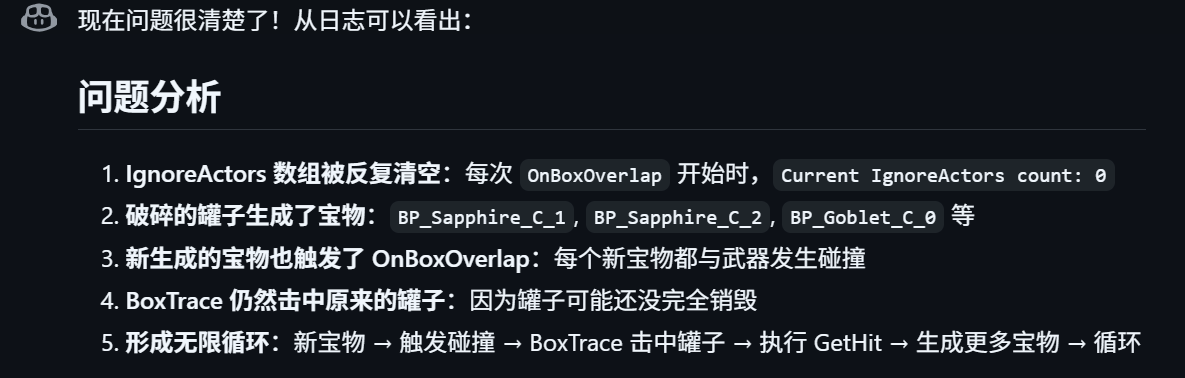 现在问题很清楚了！从日志可以看出：
问题分析
1. IgnoreActors 数组被反复清空：每次 OnBoxOverlap 开始时，Current IgnoreActors count: 0
2. 破碎的罐子生成了宝物：BP_Sapphire_C_1, BP_Sapphire_C_2, BP_Goblet_C_0 等
3. 新生成的宝物也触发了 OnBoxOverlap：每个新宝物都与武器发生碰撞
4. BoxTrace 仍然击中原来的罐子：因为罐子可能还没完全销毁
5. 形成无限循环：新宝物 → 触发碰撞 → BoxTrace 击中罐子 → 执行 GetHit → 生成更多宝物 → 循环